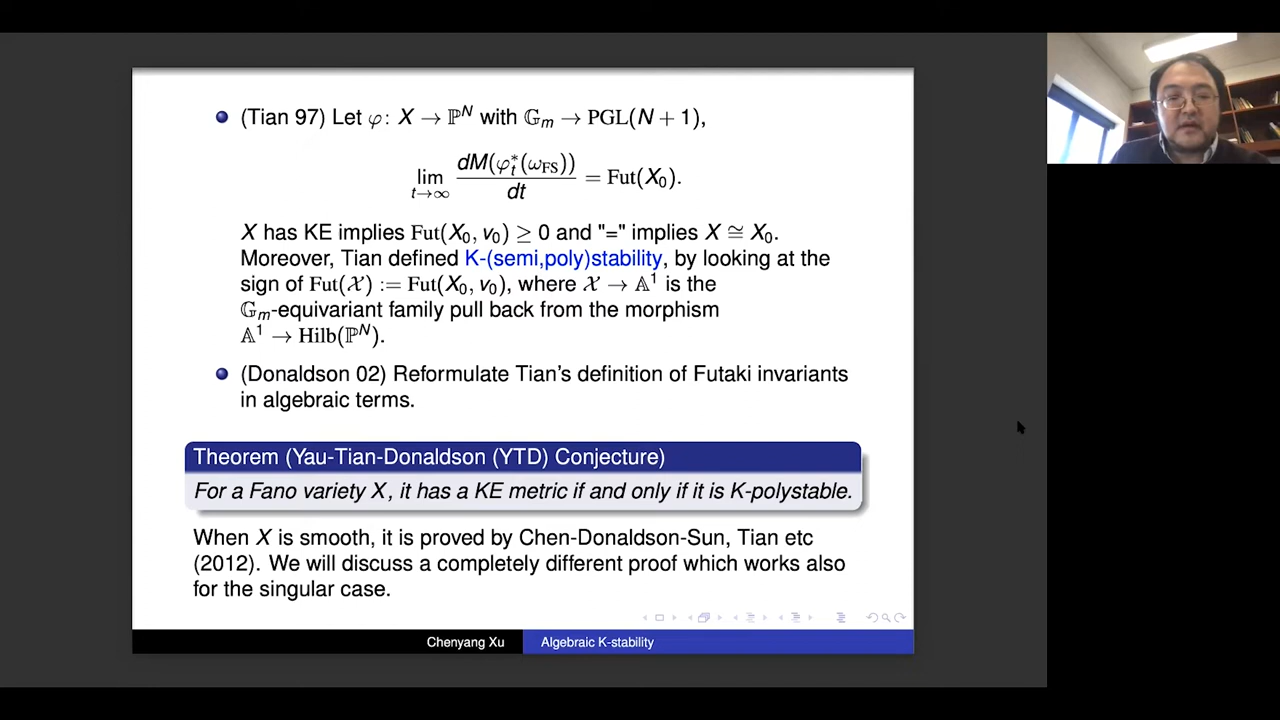 (Tian 97) Let φ: X → ℙ^N with 𝔾_m → PGL(N + 1),
lim_{t→∞} dM(φ_t^*(ω_FS))/dt = Fut(X_0).
X has KE implies Fut(X_0, v_0) ≥ 0 and "=" implies X ≅ X_0.
Moreover, Tian defined K-(semi,poly)stability, by looking at the
sign of Fut(𝒳) := Fut(X_0, v_0), where 𝒳 → 𝔸^1 is the
𝔾_m-equivariant family pull back from the morphism
𝔸^1 → Hilb(ℙ^N).
(Donaldson 02) Reformulate Tian's definition of Futaki invariants
in algebraic terms.
Theorem (Yau-Tian-Donaldson (YTD) Conjecture)
For a Fano variety X, it has a KE metric if and only if it is K-polystable.
When X is smooth, it is proved by Chen-Donaldson-Sun, Tian etc
(2012). We will discuss a completely different proof which works also
for the singular case.
Chenyang Xu
Algebraic K-stability